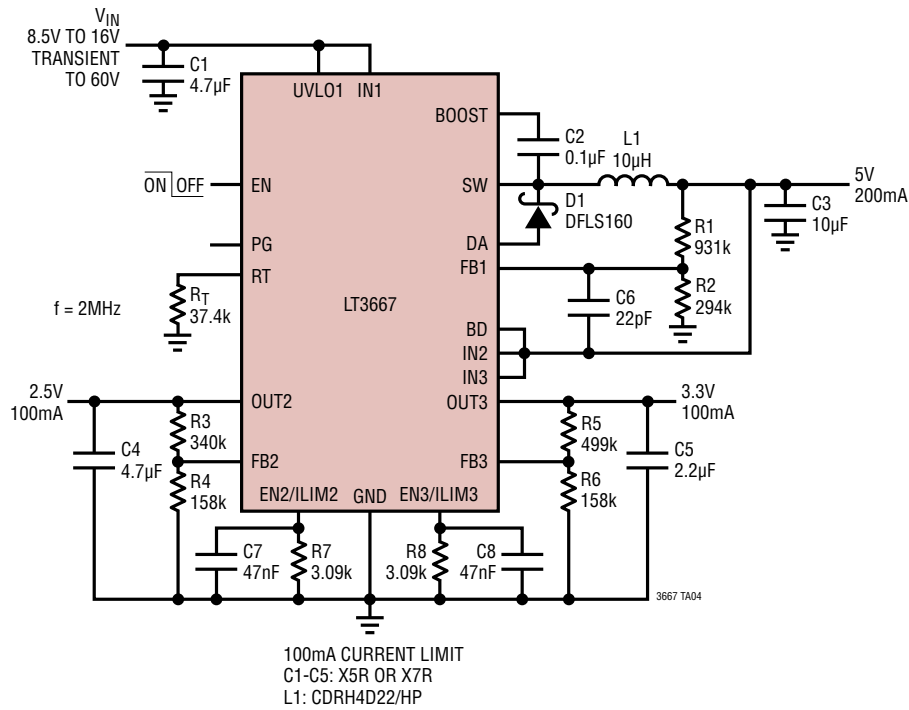 VIN
8.5V TO 16V
TRANSIENT
TO 60V
C1
4.7µF
UVLO1 IN1
BOOST
C2
0.1µF
L1
10µH
ON OFF
EN
SW
5V
200mA
D1
DFLS160
C3
10µF
R1
931k
PG
DA
FB1
RT
RT
37.4k
f = 2MHz
LT3667
C6
22pF
R2
294k
BD
IN2
IN3
2.5V
100mA
OUT2
OUT3
3.3V
100mA
R3
340k
R5
499k
C4
4.7µF
FB2
FB3
C5
2.2µF
R4
158k
R6
158k
EN2/ILIM2 GND EN3/ILIM3
C7
47nF
R7
3.09k
R8
3.09k
C8
47nF
3667 TA04
100mA CURRENT LIMIT
C1-C5: X5R OR X7R
L1: CDRH4D22/HP